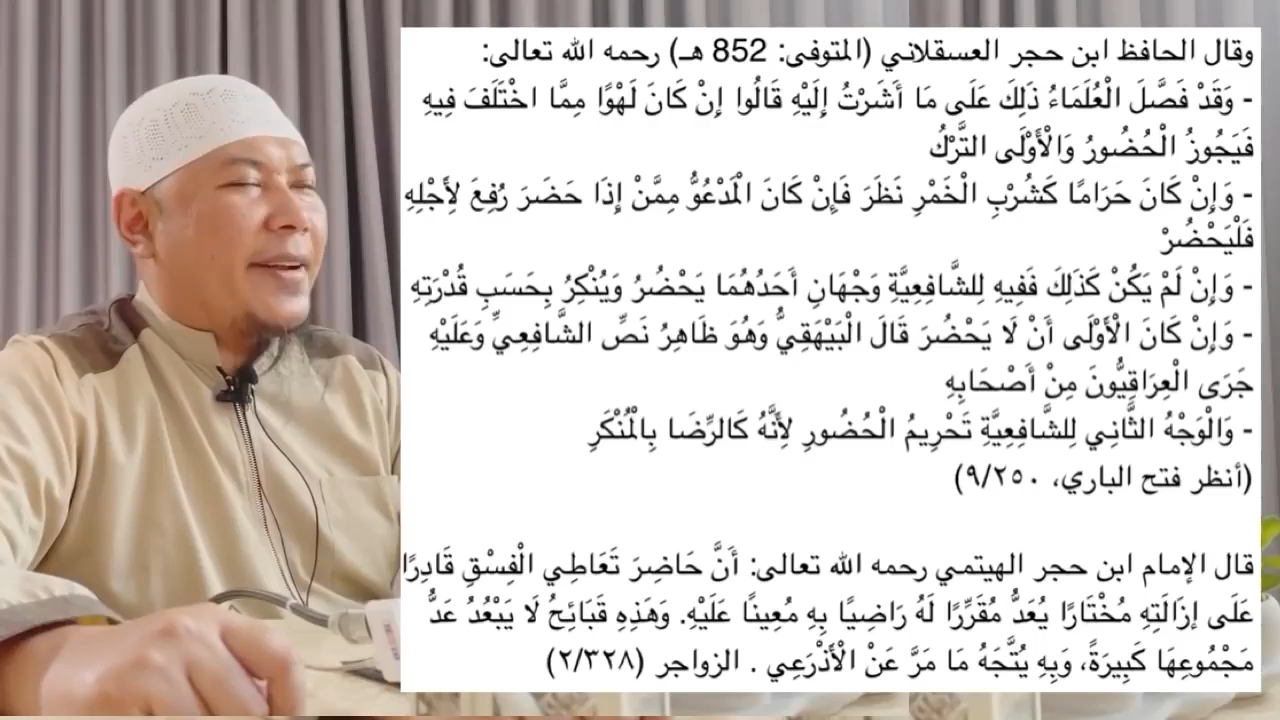 وقال الحافظ ابن حجر العسقلاني (المتوفى: 852 هـ) رحمه الله تعالى:
- وَقَدْ فَصَّلَ الْعُلَمَاءُ ذَلِكَ عَلَى مَا أَشَرْتُ إِلَيْهِ قَالُوا إِنْ كَانَ لَهْوًا مِمَّا اخْتَلَفَ فِيهِ
فَيَجُوزُ الْحُضُورُ وَالْأَوْلَى التَّرْكُ
- وَإِنْ كَانَ حَرَامًا كَشُرْبِ الْخَمْرِ نَظَرَ فَإِنْ كَانَ الْمَدْعُوُّ مِمَّنْ إِذَا حَضَرَ رُفِعَ لِأَجْلِهِ
فَلْيَحْضُرْ
- وَإِنْ لَمْ يَكُنْ كَذَلِكَ فَفِيهِ لِلشَّافِعِيَّةِ وَجْهَانِ أَحَدُهُمَا يَحْضُرُ وَيُنْكِرُ بِحَسَبِ قُدْرَتِهِ
- وَإِنْ كَانَ الْأَوْلَى أَنْ لَا يَحْضُرَ قَالَ الْبَيْهَقِيُّ وَهُوَ ظَاهِرُ نَصِّ الشَّافِعِيِّ وَعَلَيْهِ
جَرَى الْعِرَاقِيُّونَ مِنْ أَصْحَابِهِ
- وَالْوَجْهُ الثَّانِي لِلشَّافِعِيَّةِ تَحْرِيمُ الْحُضُورِ لِأَنَّهُ كَالرِّضَا بِالْمُنْكَرِ
(أنظر فتح الباري، ٩/٢٥٠)
قال الإمام ابن حجر الهيتمي رحمه الله تعالى: أَنَّ حَاضِرَ تَعَاطِي الْفِسْقِ قَادِرًا
عَلَى إزَالَتِهِ مُخْتَارًا يُعَدُّ مُقَرِّرًا لَهُ رَاضِيًا بِهِ مُعِينًا عَلَيْهِ. وَهَذِهِ قَبَائِحُ لَا يَبْعُدُ عَدُّ
مَجْمُوعِهَا كَبِيرَةً، وَبِهِ يُتَّجَهُ مَا مَرَّ عَنْ الْأَذْرَعِي . الزواجر (٢/٣٢٨)